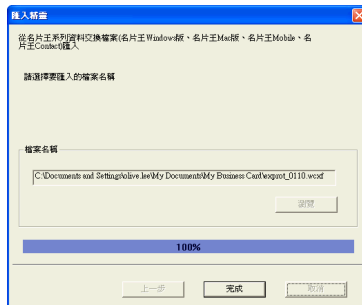 匯入精靈
從名片王系列資料交換檔案(名片王Windows版、名片王Mac版、名片王Mobile、名
片王Contact)匯入
請選擇要匯入的檔案名稱
檔案名稱
C:\Documents and Settings\olive.lee\My Documents\My Business Card\exprot_0110.wcxf
瀏覽
100%
上一步
完成
取消